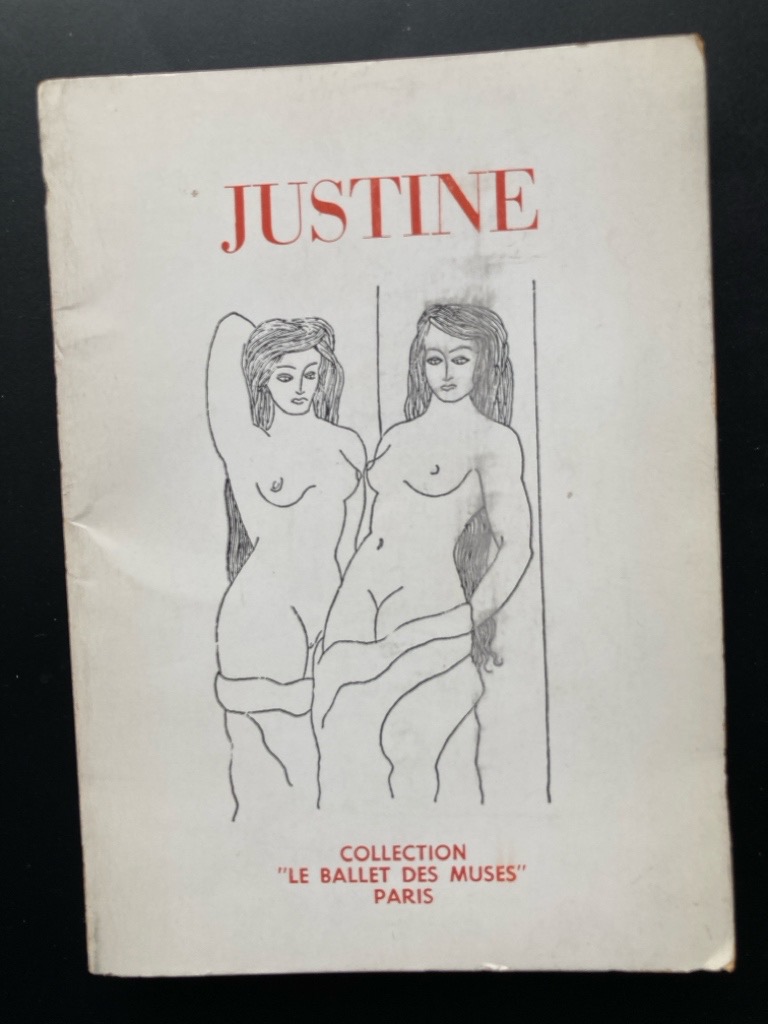 JUSTINE
COLLECTION
"LE BALLET DES MUSES"
PARIS